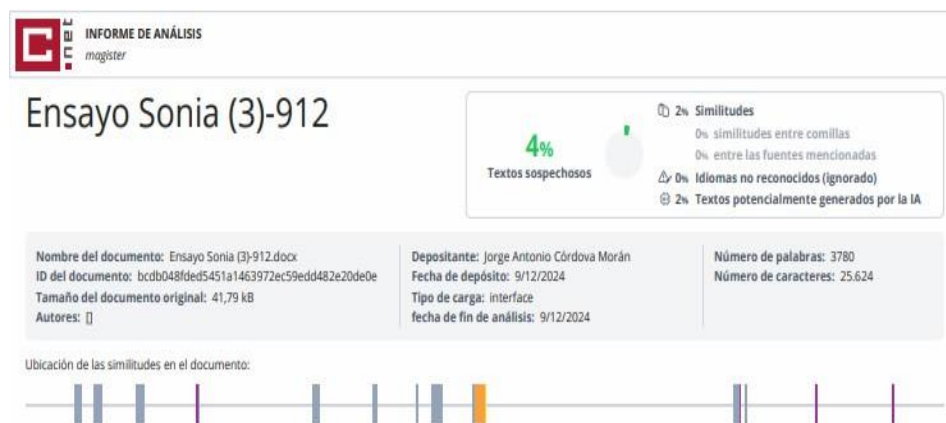 C
.net
INFORME DE ANÁLISIS
magister
Ensayo Sonia (3)-912
4%
Textos sospechosos
2% Similitudes
0% similitudes entre comillas
0% entre las fuentes mencionadas
0% Idiomas no reconocidos (ignorado)
2% Textos potencialmente generados por la IA
Nombre del documento: Ensayo Sonia (3)-912.docx
ID del documento: bcdb048fded5451a1463972ec59edd482e20de0e
Tamaño del documento original: 41,79 kB
Autores: []
Depositante: Jorge Antonio Córdova Morán
Fecha de depósito: 9/12/2024
Tipo de carga: interface
fecha de fin de análisis: 9/12/2024
Número de palabras: 3780
Número de caracteres: 25.624
Ubicación de las similitudes en el documento: